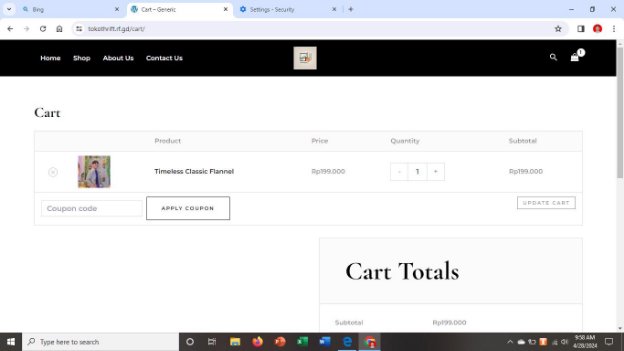 Bing
Cart – Generic
Settings – Security
tokothrift.rf.gd/cart/
Home Shop About Us Contact Us
1
Cart
Product Price Quantity Subtotal
Timeless Classic Flannel Rp199.000 - 1 + Rp199.000
Coupon code APPLY COUPON UPDATE CART
Cart Totals
Subtotal Rp199.000
Type here to search
9:58 AM
4/28/2024